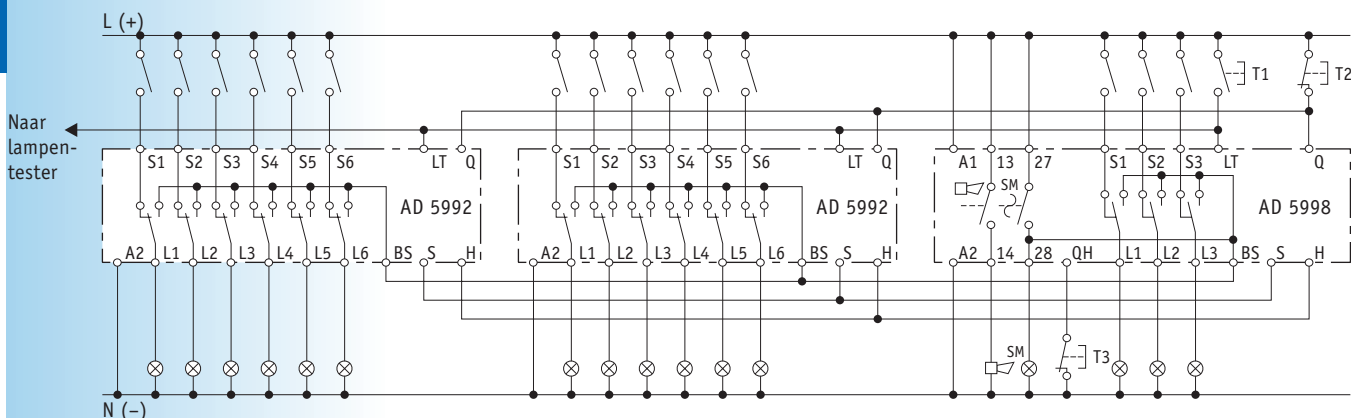 L (+)
T1 T2
Naar
lampen-
tester
S1 S2 S3 S4 S5 S6 LT Q
S1 S2 S3 S4 S5 S6 LT Q
A1 13 27 S1 S2 S3 LT Q
SM
AD 5992
AD 5992
AD 5998
A2 L1 L2 L3 L4 L5 L6 BS S H
A2 L1 L2 L3 L4 L5 L6 BS S H
A2 14 28 QH L1 L2 L3 BS S H
SM T3
N (–)